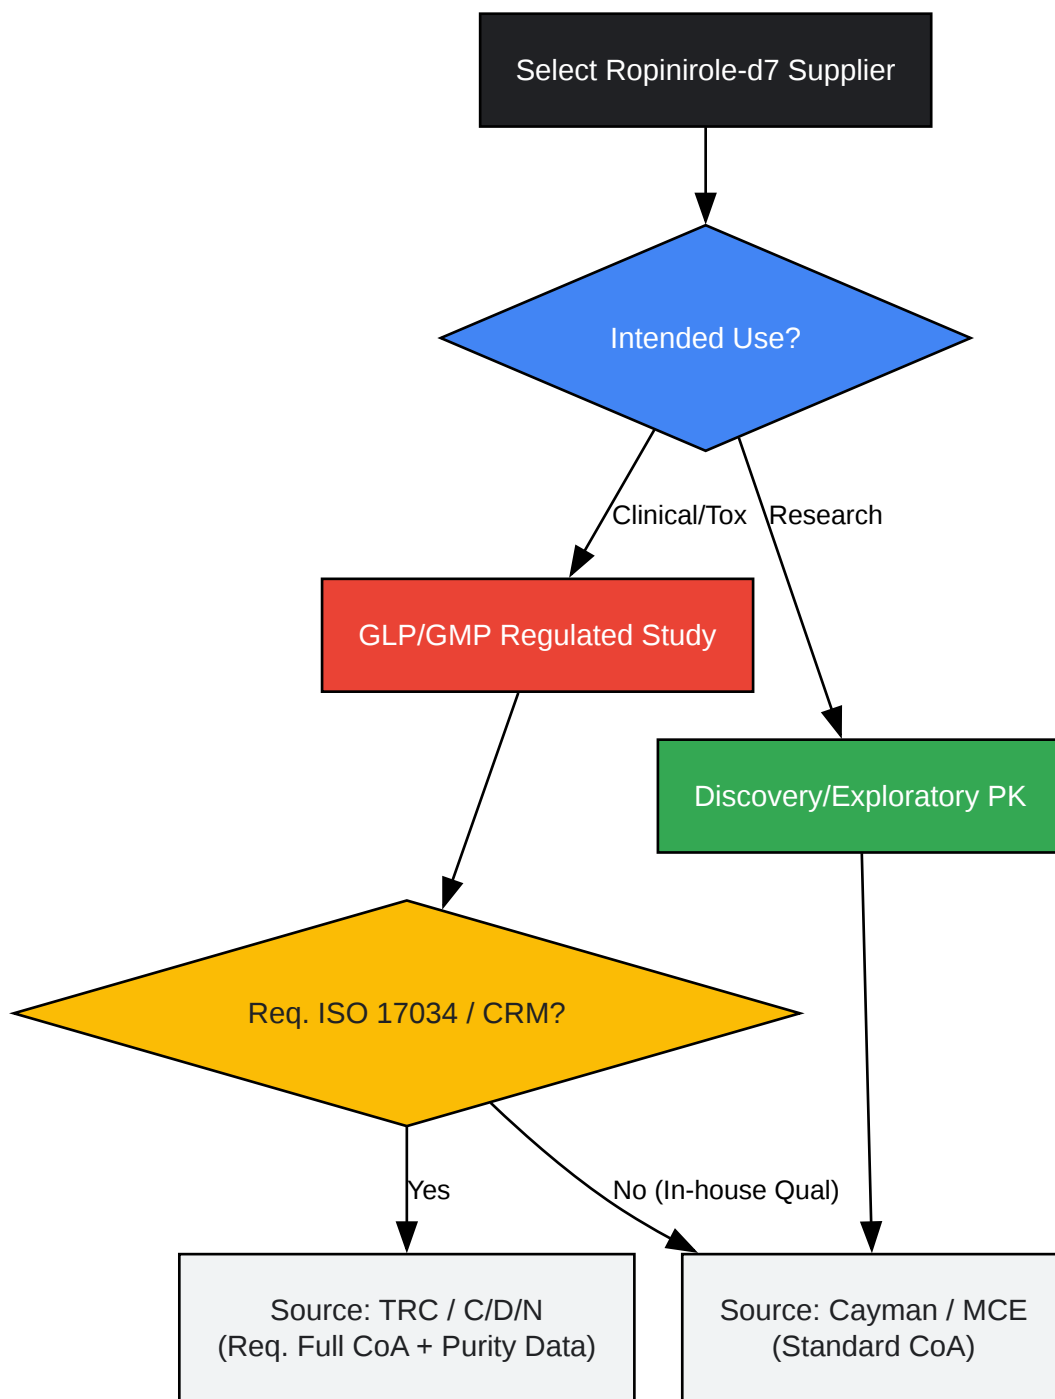 Select Ropinirole-d7 Supplier
Intended Use?
Clinical/Tox
Research
GLP/GMP Regulated Study
Discovery/Exploratory PK
Req. ISO 17034 / CRM?
Yes
No (In-house Qual)
Source: TRC / C/D/N
(Req. Full CoA + Purity Data)
Source: Cayman / MCE
(Standard CoA)